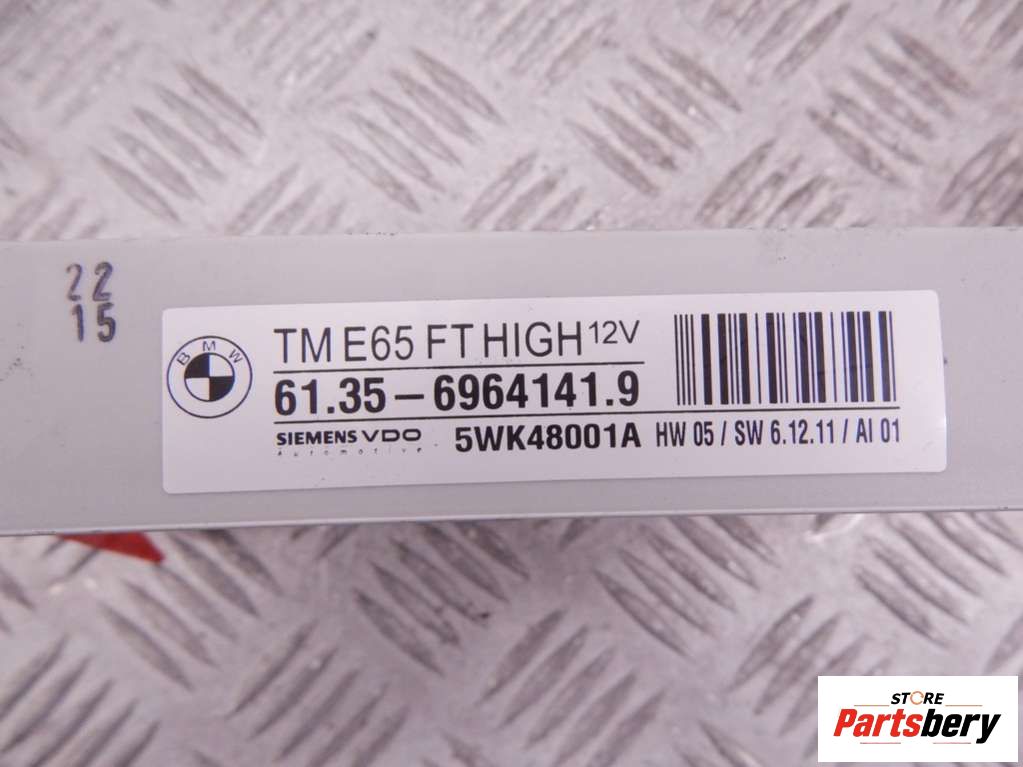 22
15
BMW
TM E65 FT HIGH 12V
61.35 – 6964141.9
SIEMENS VDO
Automotive
5WK48001A HW 05 / SW 6.12.11 / AI 01
STORE
Partsbery